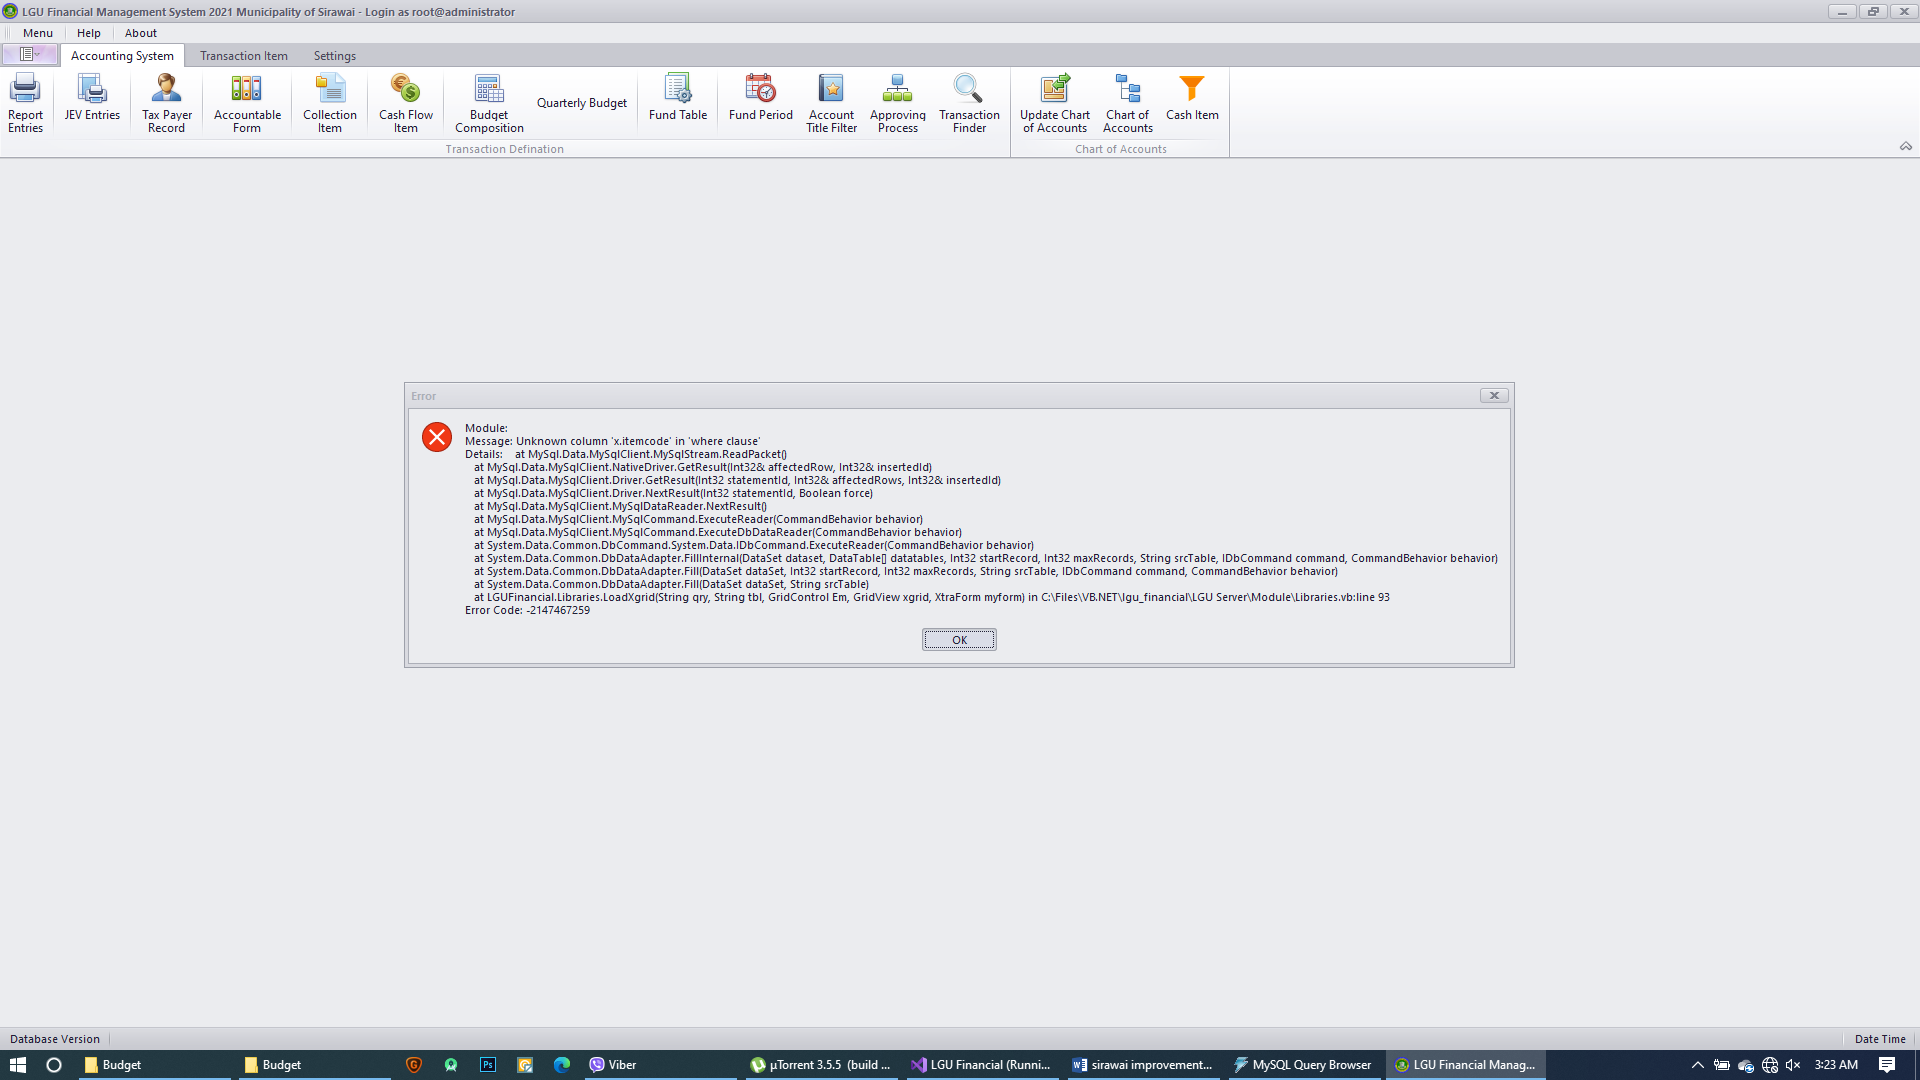 LGU Financial Management System 2021 Municipality of Sirawai - Login as root@administrator
Menu Help About
Accounting System Transaction Item Settings
Report Entries
JEV Entries
Tax Payer Record
Accountable Form
Collection Item
Cash Flow Item
Budget Composition
Quarterly Budget
Fund Table
Fund Period
Account Title Filter
Approving Process
Transaction Finder
Update Chart of Accounts
Chart of Accounts
Cash Item
Transaction Defination
Chart of Accounts
Error
Module:
Message: Unknown column 'x.itemcode' in 'where clause'
Details: at MySql.Data.MySqlClient.MySqlStream.ReadPacket()
at MySql.Data.MySqlClient.NativeDriver.GetResult(Int32& affectedRow, Int32& insertedId)
at MySql.Data.MySqlClient.Driver.GetResult(Int32 statementId, Int32& affectedRows, Int32& insertedId)
at MySql.Data.MySqlClient.Driver.NextResult(Int32 statementId, Boolean force)
at MySql.Data.MySqlClient.MySqlDataReader.NextResult()
at MySql.Data.MySqlClient.MySqlCommand.ExecuteReader(CommandBehavior behavior)
at MySql.Data.MySqlClient.MySqlCommand.ExecuteDbDataReader(CommandBehavior behavior)
at System.Data.Common.DbCommand.System.Data.IDbCommand.ExecuteReader(CommandBehavior behavior)
at System.Data.Common.DbDataAdapter.FillInternal(DataSet dataset, DataTable[] datatables, Int32 startRecord, Int32 maxRecords, String srcTable, IDbCommand command, CommandBehavior behavior)
at System.Data.Common.DbDataAdapter.Fill(DataSet dataSet, Int32 startRecord, Int32 maxRecords, String srcTable, IDbCommand command, CommandBehavior behavior)
at System.Data.Common.DbDataAdapter.Fill(DataSet dataSet, String srcTable)
at LGUFinancial.Libraries.LoadXgrid(String qry, String tbl, GridControl Em, GridView xgrid, XtraForm myform) in C:\Files\VB.NET\lgu_financial\LGU Server\Module\Libraries.vb:line 93
Error Code: -2147467259
OK
Database Version
Date Time
Budget
Budget
Ps
Viber
µTorrent 3.5.5 (build ...
LGU Financial (Runni...
sirawai improvement...
MySQL Query Browser
LGU Financial Manag...
3:23 AM